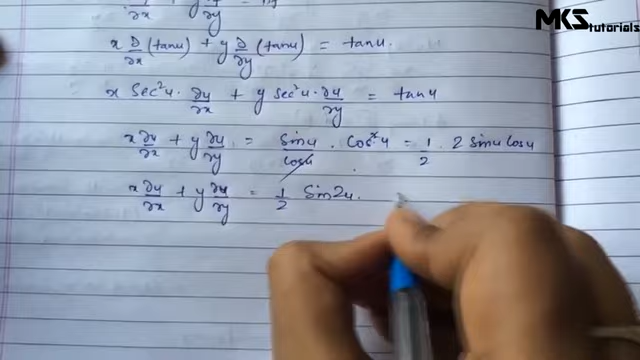 MKS tutorials
x ∂/∂x (tanu) + y ∂/∂y (tanu) = tanu.
x Sec²u · ∂u/∂x + y sec²u · ∂u/∂y = tanu
x ∂u/∂x + y ∂u/∂y = sinu/cosu · cos²u = 1/2 · 2 sinu cosu
x ∂u/∂x + y ∂u/∂y = 1/2 Sin2u.